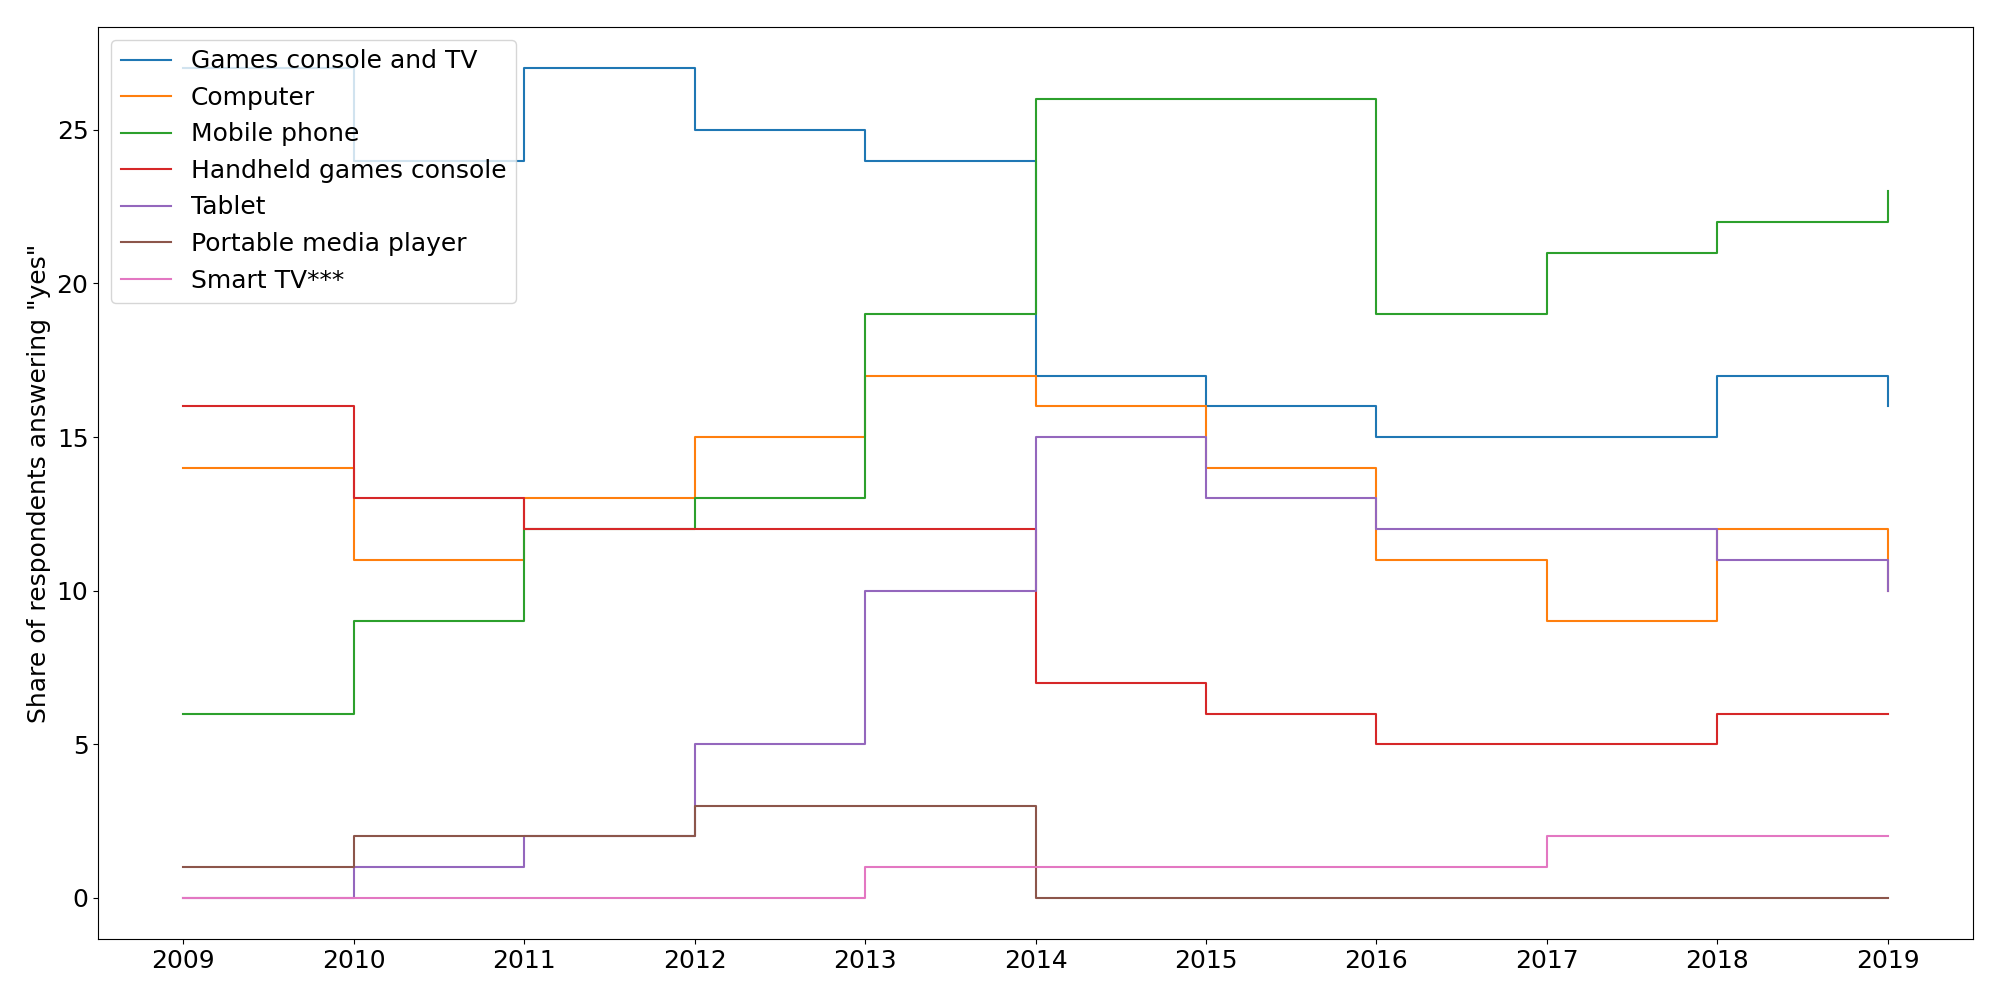 Games console and TV
Computer
Mobile phone
Handheld games console
Tablet
Portable media player
Smart TV***
Share of respondents answering "yes"
25
20
15
10
5
0
2009 2010 2011 2012 2013 2014 2015 2016 2017 2018 2019